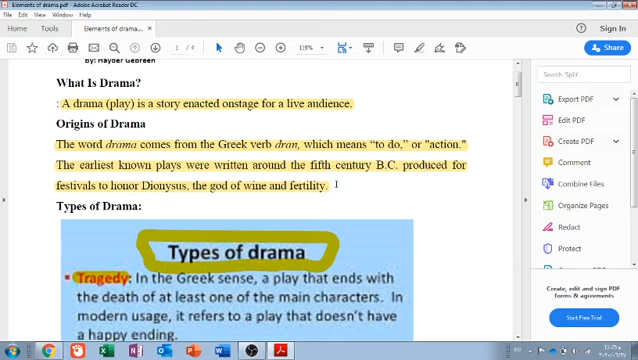 Elements of drama.pdf - Adobe Acrobat Reader DC
File Edit View Window Help
Home Tools Elements of drama... × Sign In
1 / 4 119% Share
By: Hayder Gebreen
What Is Drama?
: A drama (play) is a story enacted onstage for a live audience.
Origins of Drama
The word drama comes from the Greek verb dran, which means “to do,” or "action."
The earliest known plays were written around the fifth century B.C. produced for
festivals to honor Dionysus, the god of wine and fertility.
Types of Drama:
Types of drama
▪ Tragedy: In the Greek sense, a play that ends with
the death of at least one of the main characters. In
modern usage, it refers to a play that doesn't have
a happy ending.
Search "Split"
Export PDF
Edit PDF
Create PDF
Comment
Combine Files
Organize Pages
Redact
Protect
Create, edit and sign PDF
forms & agreements
Start Free Trial
EN